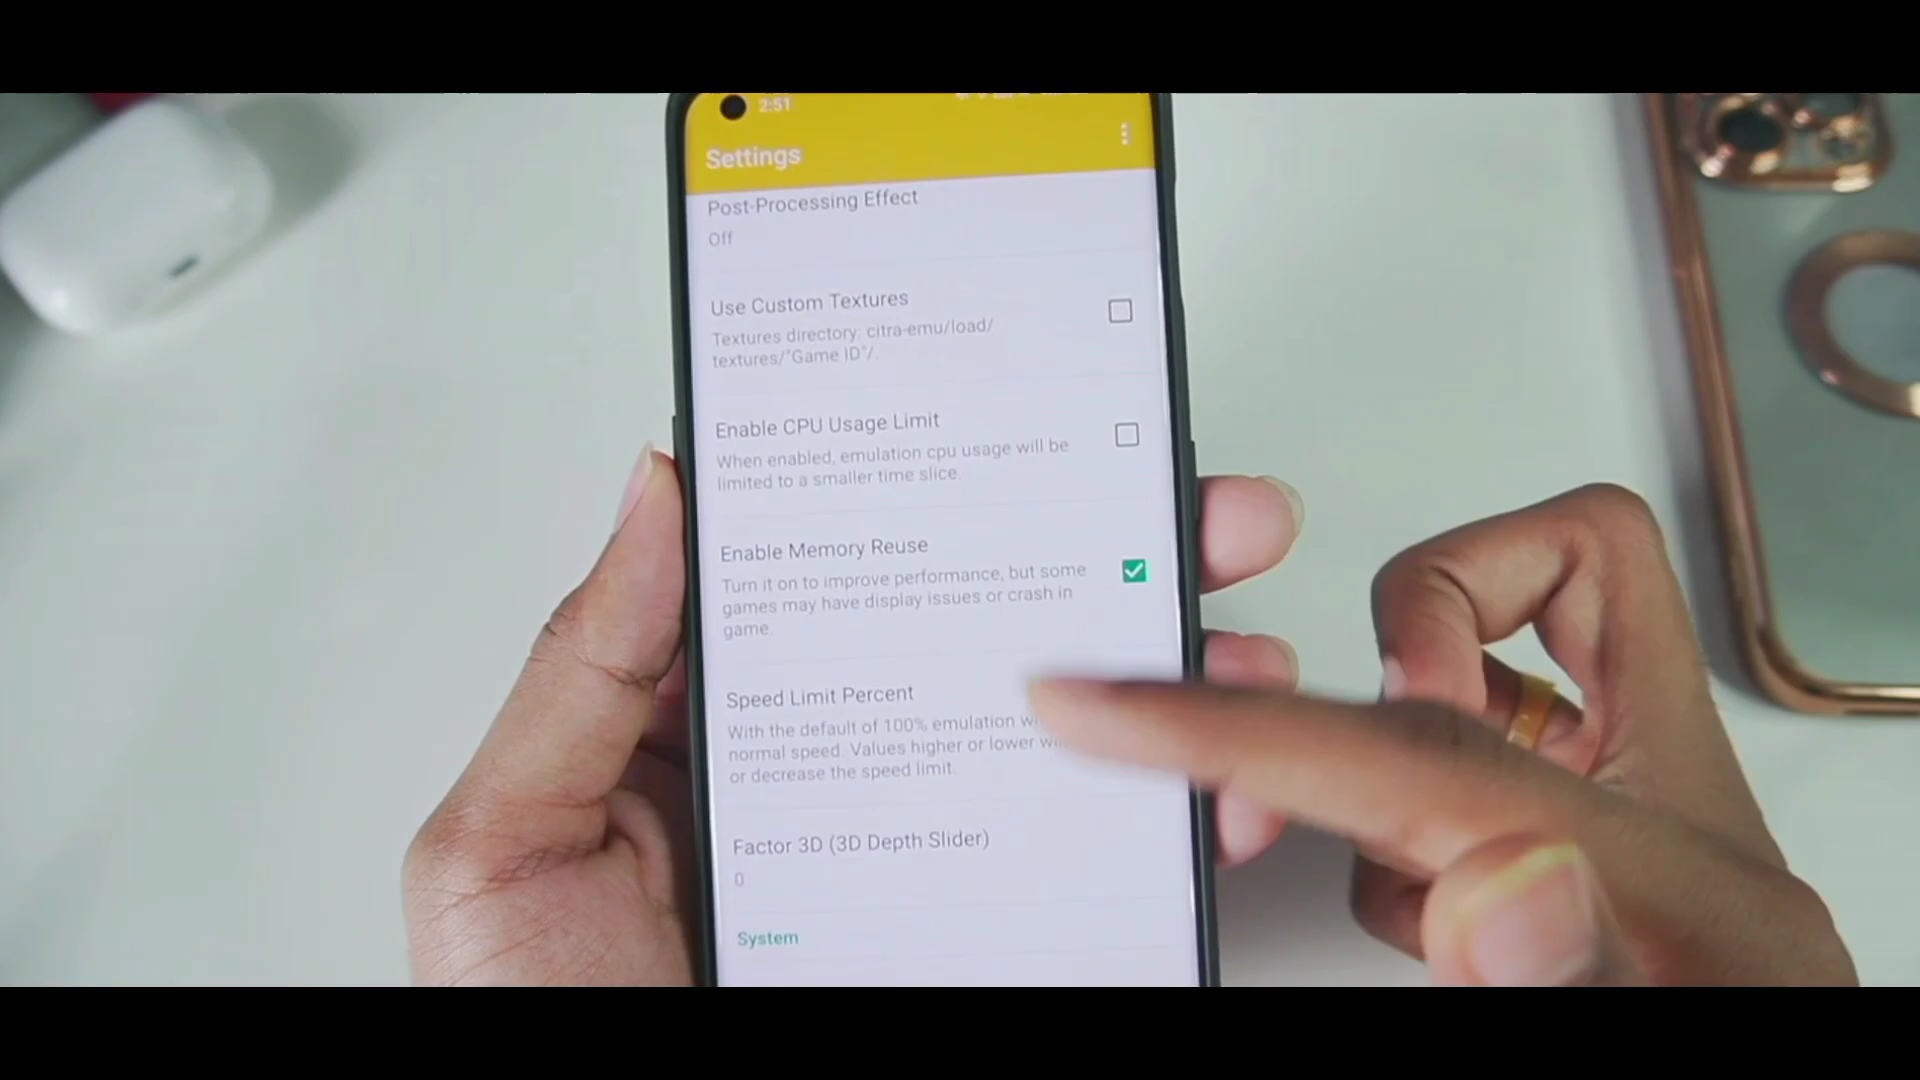 2:51
Settings
Post-Processing Effect
Off
Use Custom Textures
Textures directory: citra-emu/load/
textures/"Game ID"/.
Enable CPU Usage Limit
When enabled, emulation cpu usage will be
limited to a smaller time slice.
Enable Memory Reuse
Turn it on to improve performance, but some
games may have display issues or crash in
game.
Speed Limit Percent
With the default of 100% emulation
normal speed. Values higher or lower
or decrease the speed limit.
Factor 3D (3D Depth Slider)
0
System